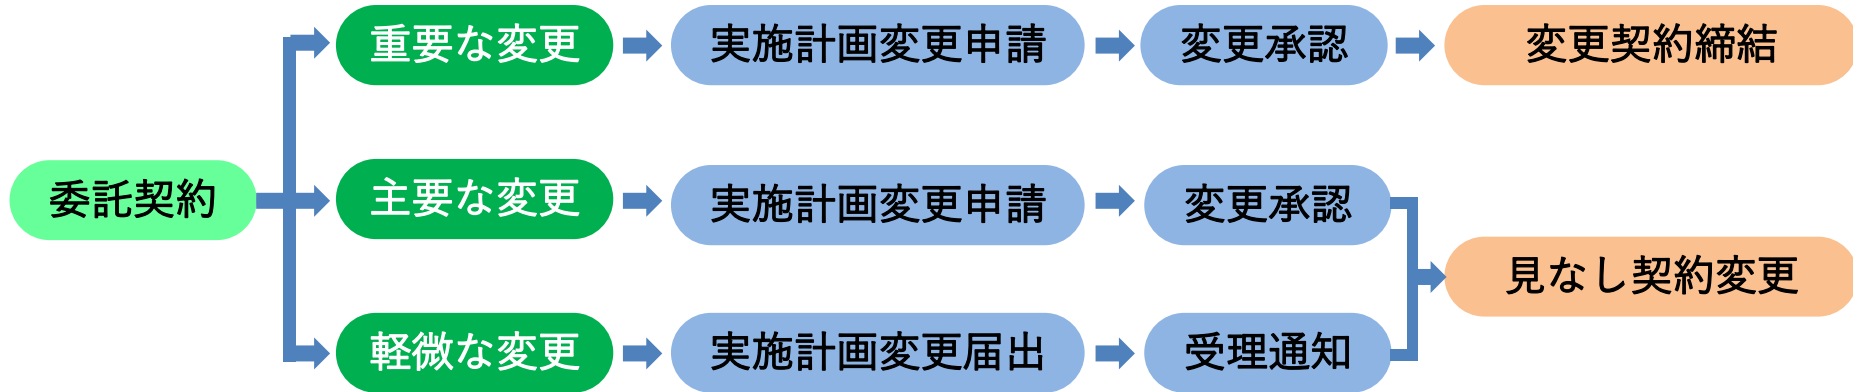 重要な変更
実施計画変更申請
変更承認
変更契約締結
委託契約
主要な変更
実施計画変更申請
変更承認
見なし契約変更
軽微な変更
実施計画変更届出
受理通知